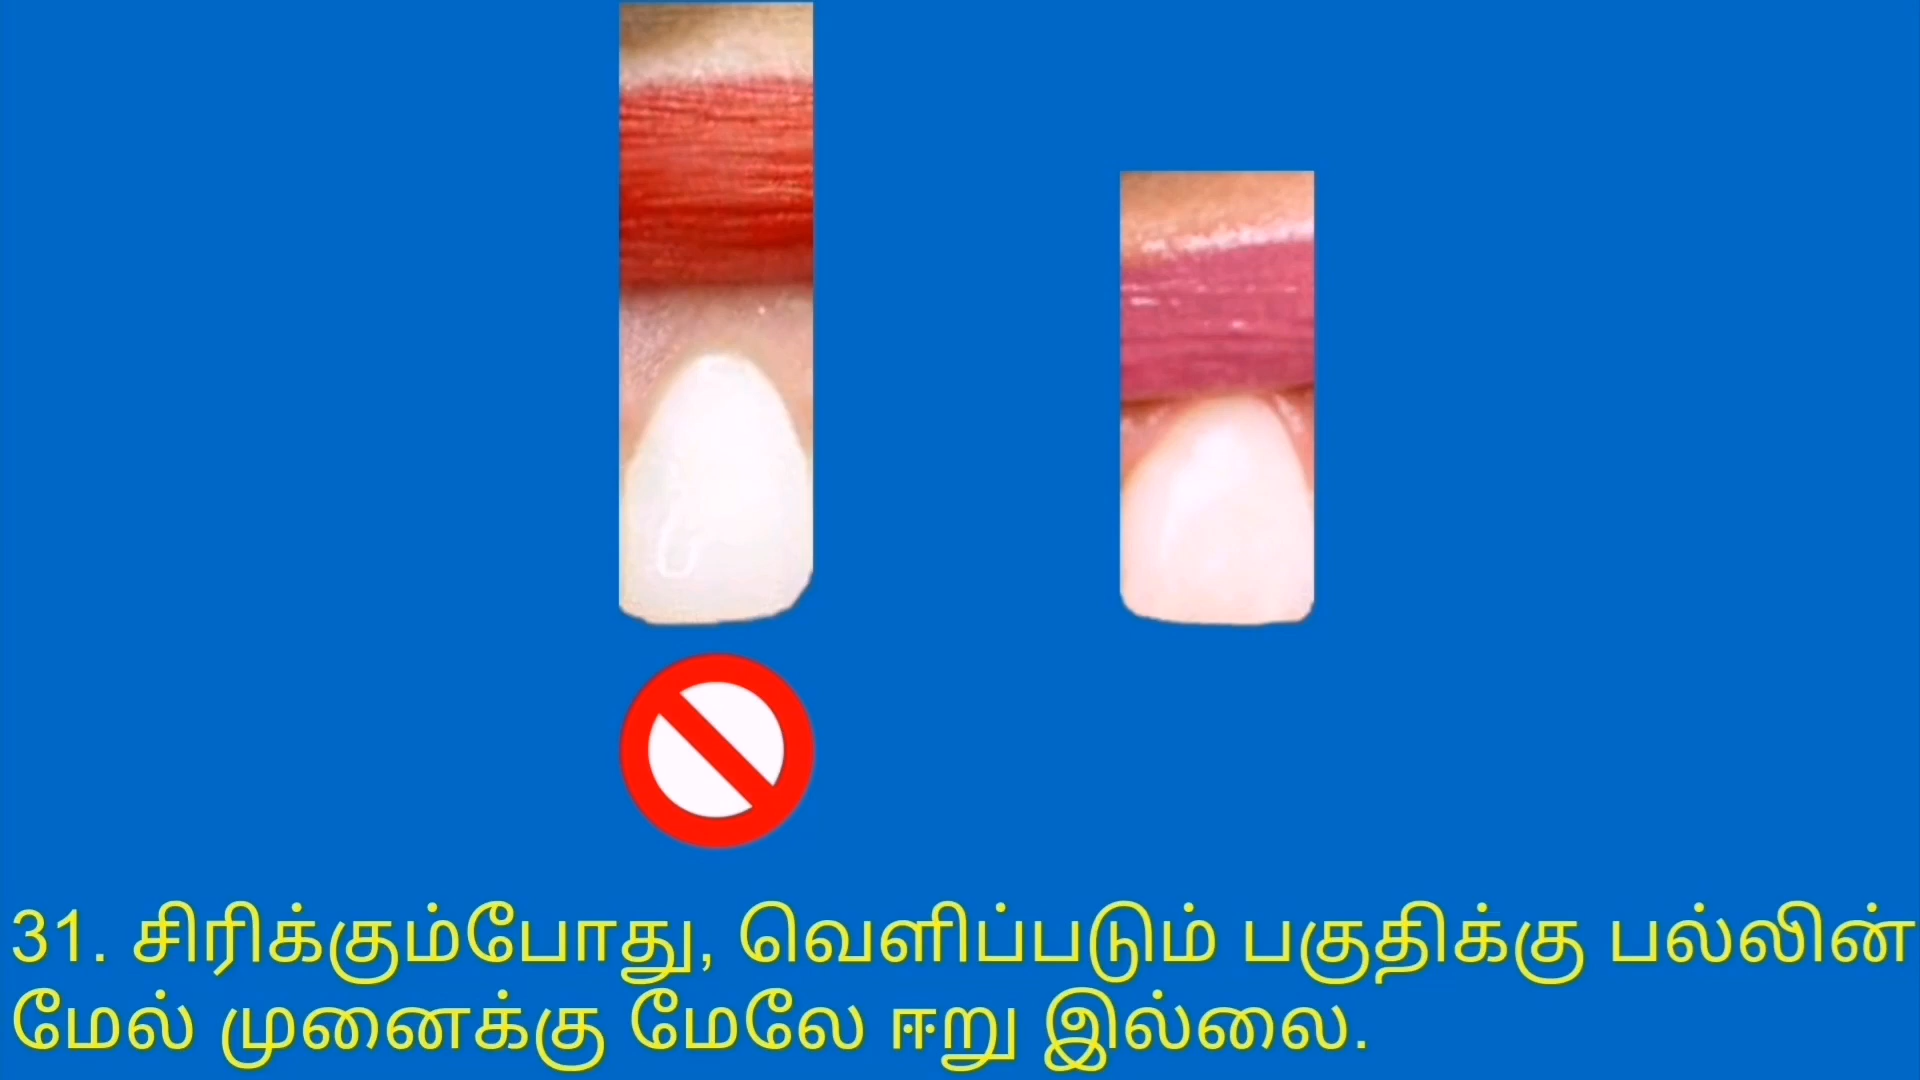 31. சிரிக்கும்போது, வெளிப்படும் பகுதிக்கு பல்லின்
மேல் முனைக்கு மேலே ஈறு இல்லை.